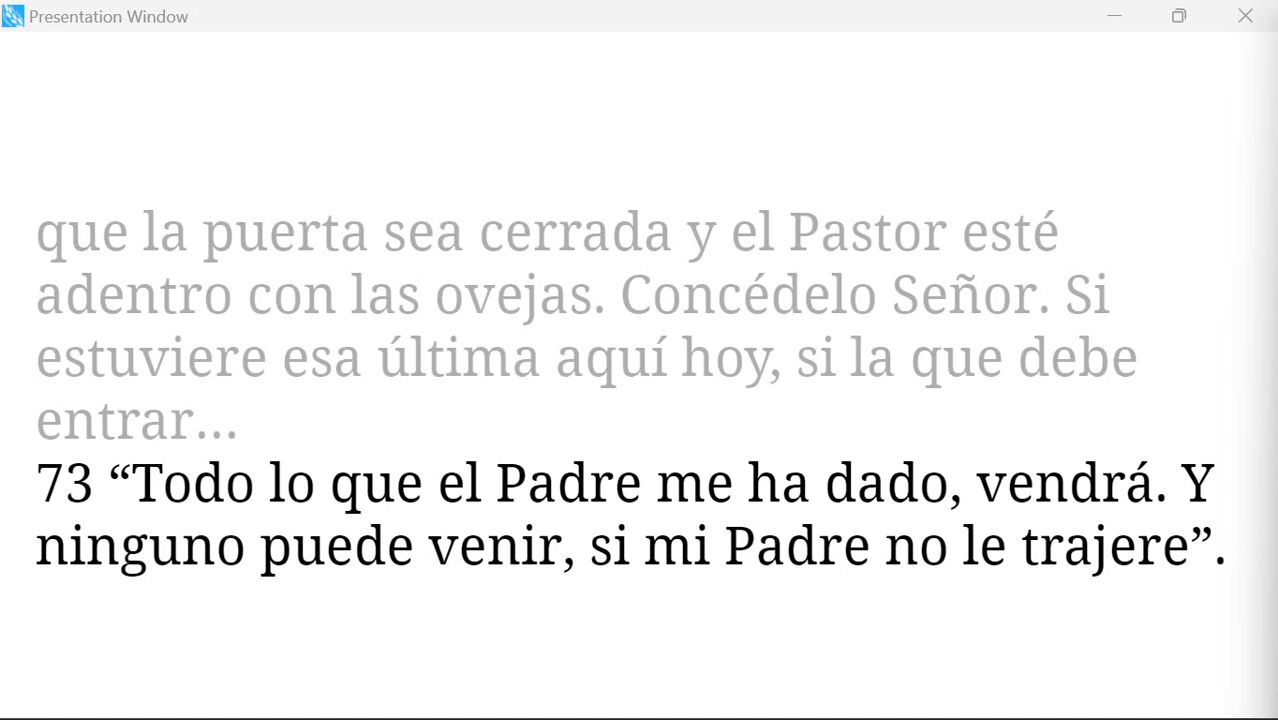 Presentation Window
que la puerta sea cerrada y el Pastor esté
adentro con las ovejas. Concédelo Señor. Si
estuviere esa última aquí hoy, si la que debe
entrar…
73 “Todo lo que el Padre me ha dado, vendrá. Y
ninguno puede venir, si mi Padre no le trajere”.